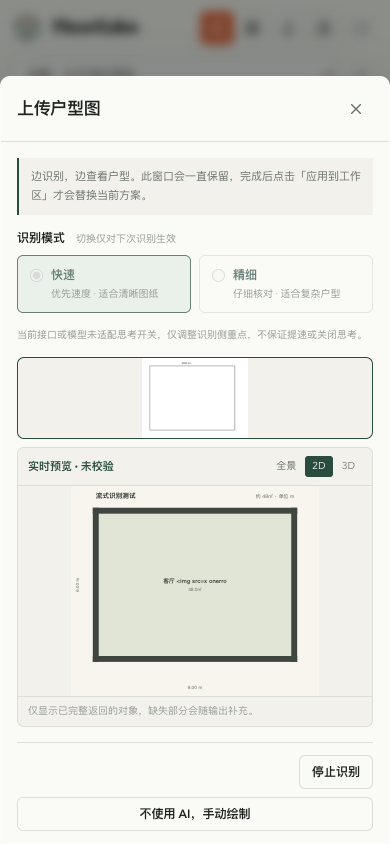 上传户型图
边识别，边查看户型。此窗口会一直保留，完成后点击「应用到工作
区」才会替换当前方案。
识别模式 切换仅对下次识别生效
快速
优先速度 · 适合清晰图纸
精细
仔细核对 · 适合复杂户型
当前接口或模型未适配思考开关，仅调整识别侧重点，不保证提速或关闭思考。
实时预览 · 未校验 全景 2D 3D
流式识别测试 约 48㎡ · 单位 m
客厅 <img src=x onerro
48.0㎡
8.00 m
仅显示已完整返回的对象，缺失部分会随输出补充。
停止识别
不使用 AI，手动绘制